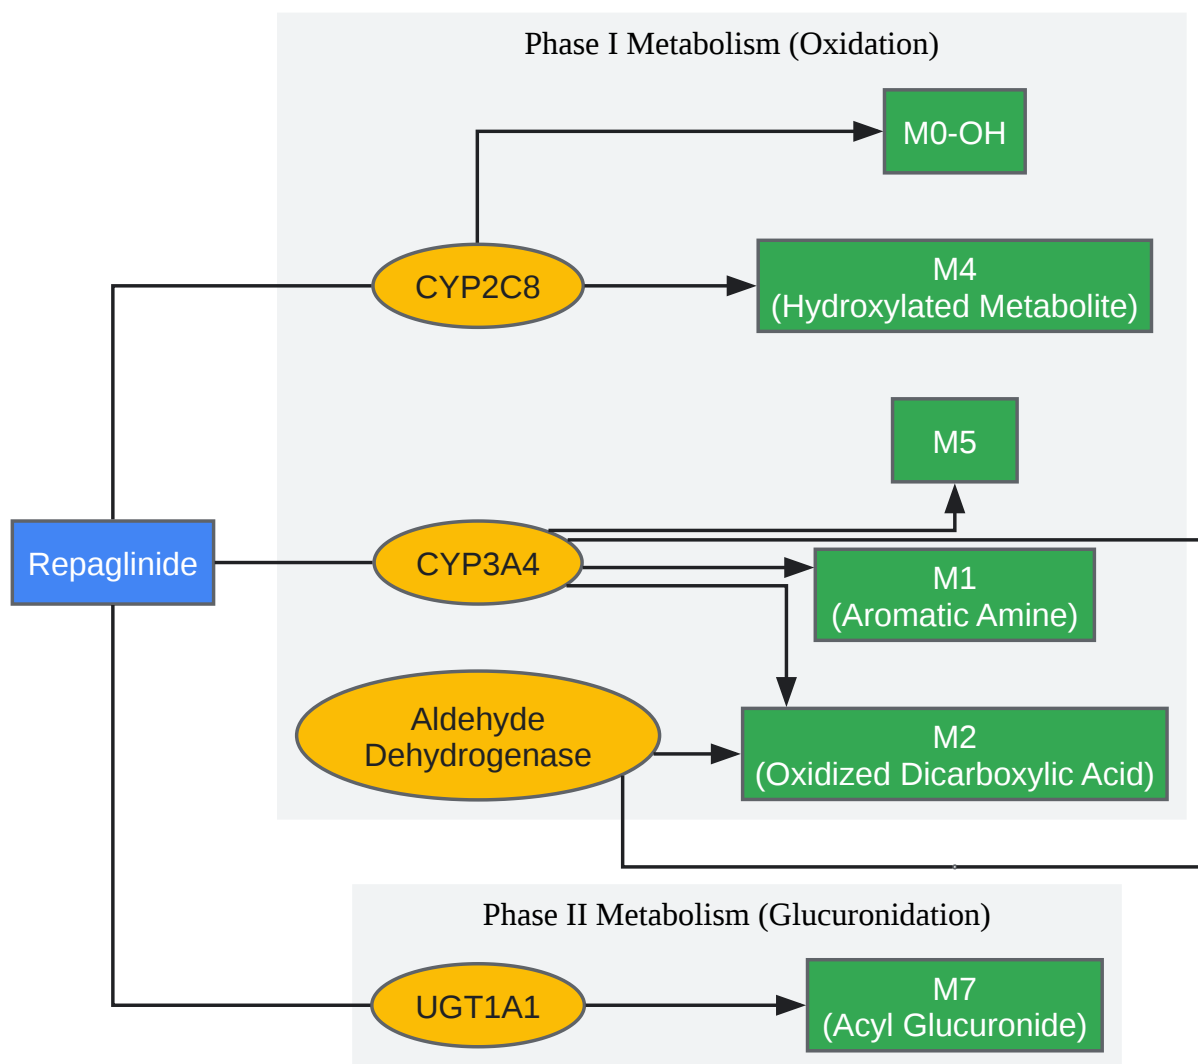 Phase I Metabolism (Oxidation)
M0-OH
CYP2C8
M4
(Hydroxylated Metabolite)
M5
Repaglinide
CYP3A4
M1
(Aromatic Amine)
Aldehyde
Dehydrogenase
M2
(Oxidized Dicarboxylic Acid)
Phase II Metabolism (Glucuronidation)
UGT1A1
M7
(Acyl Glucuronide)